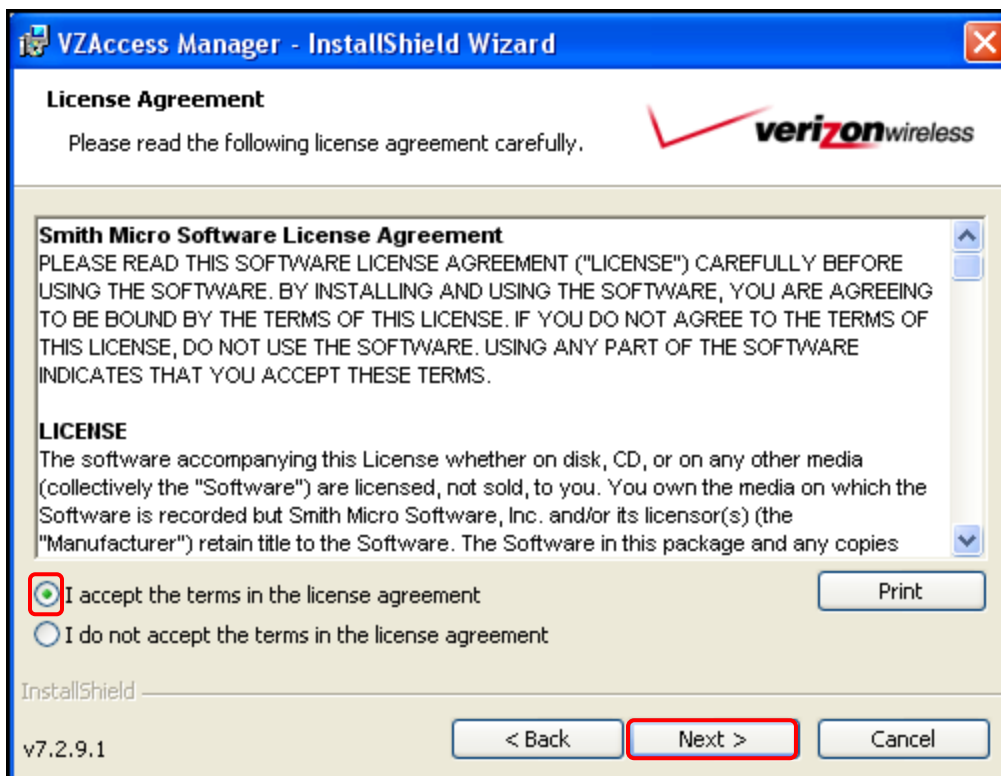 VZAccess Manager - InstallShield Wizard
License Agreement
Please read the following license agreement carefully.
verizonwireless
Smith Micro Software License Agreement
PLEASE READ THIS SOFTWARE LICENSE AGREEMENT ("LICENSE") CAREFULLY BEFORE
USING THE SOFTWARE. BY INSTALLING AND USING THE SOFTWARE, YOU ARE AGREEING
TO BE BOUND BY THE TERMS OF THIS LICENSE. IF YOU DO NOT AGREE TO THE TERMS OF
THIS LICENSE, DO NOT USE THE SOFTWARE. USING ANY PART OF THE SOFTWARE
INDICATES THAT YOU ACCEPT THESE TERMS.
LICENSE
The software accompanying this License whether on disk, CD, or on any other media
(collectively the "Software") are licensed, not sold, to you. You own the media on which the
Software is recorded but Smith Micro Software, Inc. and/or its licensor(s) (the
"Manufacturer") retain title to the Software. The Software in this package and any copies
I accept the terms in the license agreement
Print
I do not accept the terms in the license agreement
InstallShield
v7.2.9.1
< Back
Next >
Cancel